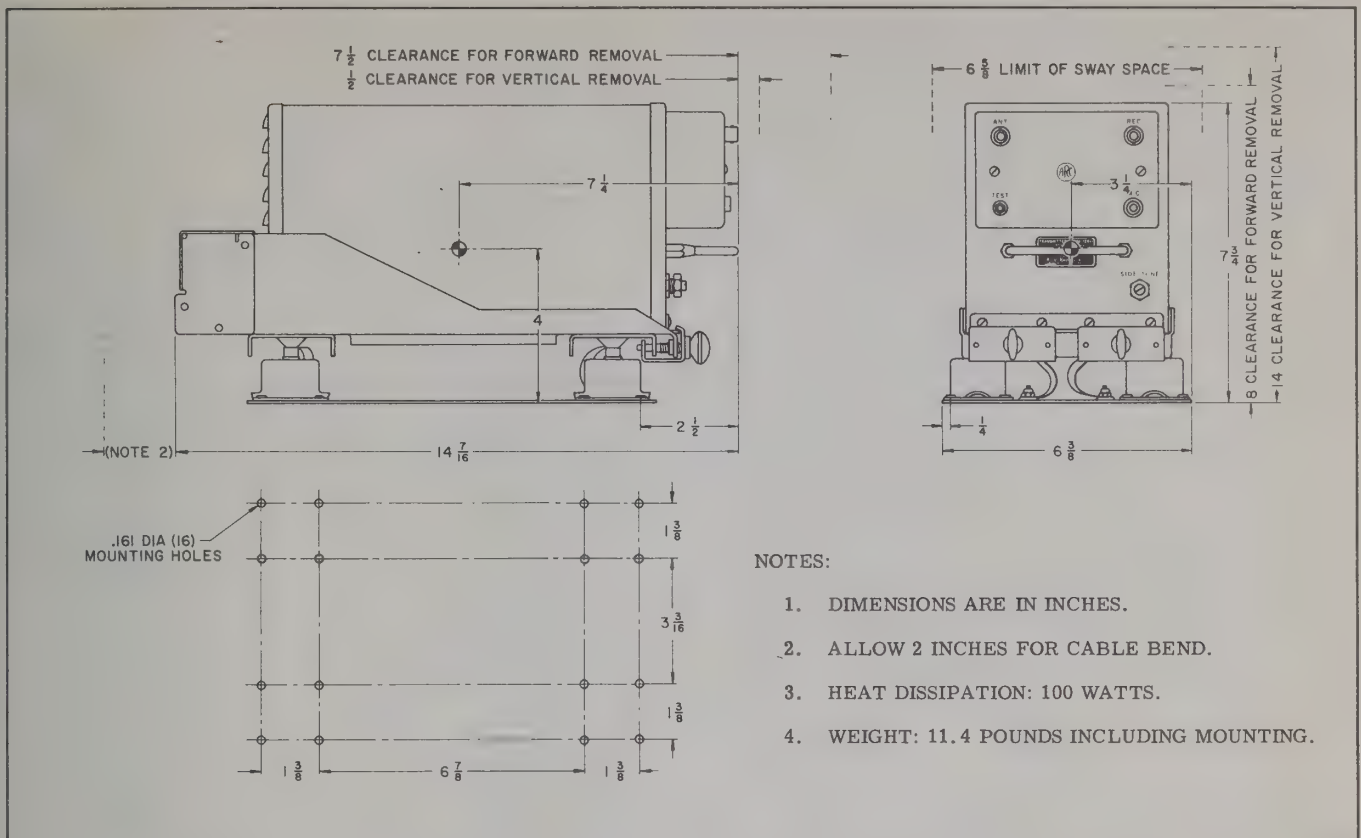 7 1/2 CLEARANCE FOR FORWARD REMOVAL
1/2 CLEARANCE FOR VERTICAL REMOVAL
6 5/8 LIMIT OF SWAY SPACE
8 CLEARANCE FOR FORWARD REMOVAL
14 CLEARANCE FOR VERTICAL REMOVAL
ANT
REC
ARC
TEST
7 1/4
3 1/4
7 3/4
4
2 1/2
1/4
(NOTE 2)
14 7/16
6 3/8
.161 DIA (16)
MOUNTING HOLES
1 3/8
3 3/16
1 3/8
1 3/8
6 7/8
1 3/8
NOTES:
1. DIMENSIONS ARE IN INCHES.
2. ALLOW 2 INCHES FOR CABLE BEND.
3. HEAT DISSIPATION: 100 WATTS.
4. WEIGHT: 11.4 POUNDS INCLUDING MOUNTING.